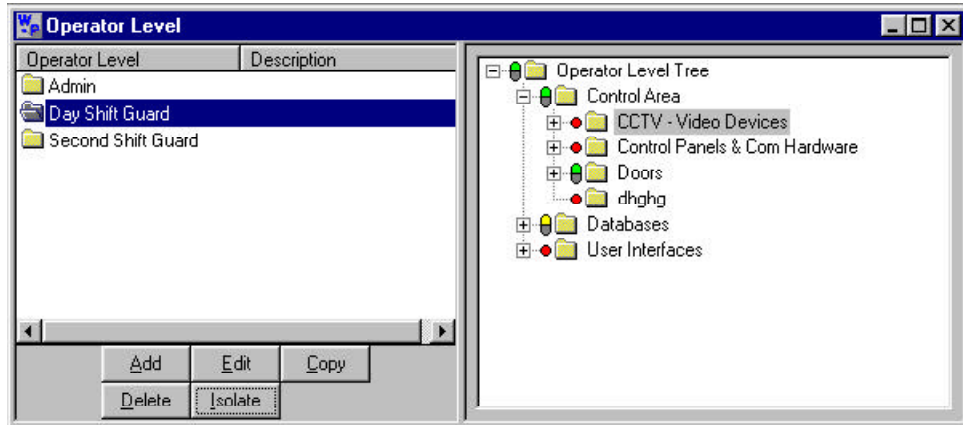 WP Operator Level
Operator Level Description
Admin
Day Shift Guard
Second Shift Guard
Add Edit Copy
Delete Isolate
Operator Level Tree
Control Area
CCTV - Video Devices
Control Panels & Com Hardware
Doors
dhghg
Databases
User Interfaces